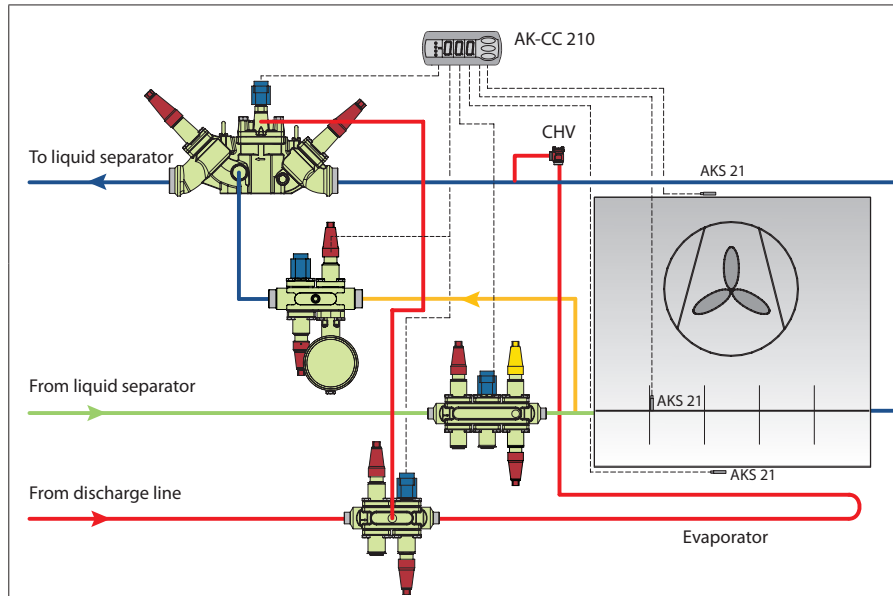 AK-CC 210
CHV
To liquid separator
AKS 21
From liquid separator
AKS 21
AKS 21
From discharge line
Evaporator